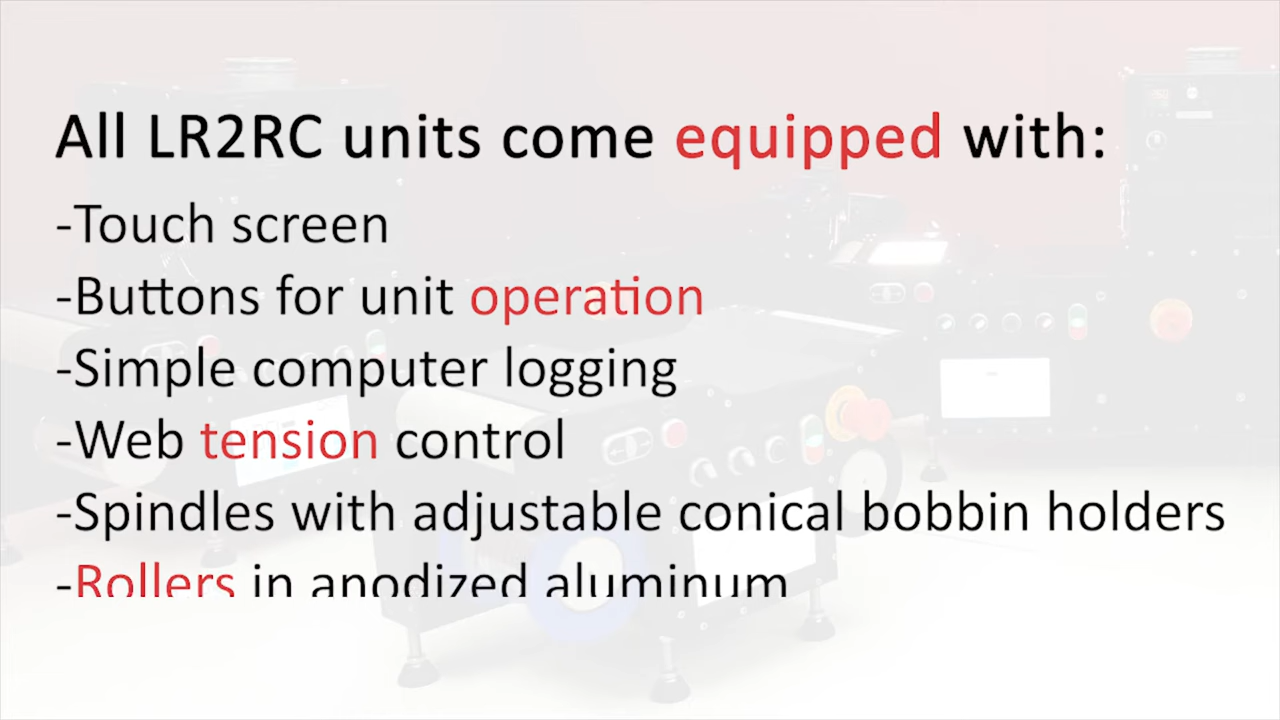 All LR2RC units come equipped with:
-Touch screen
-Buttons for unit operation
-Simple computer logging
-Web tension control
-Spindles with adjustable conical bobbin holders
-Rollers in anodized aluminum